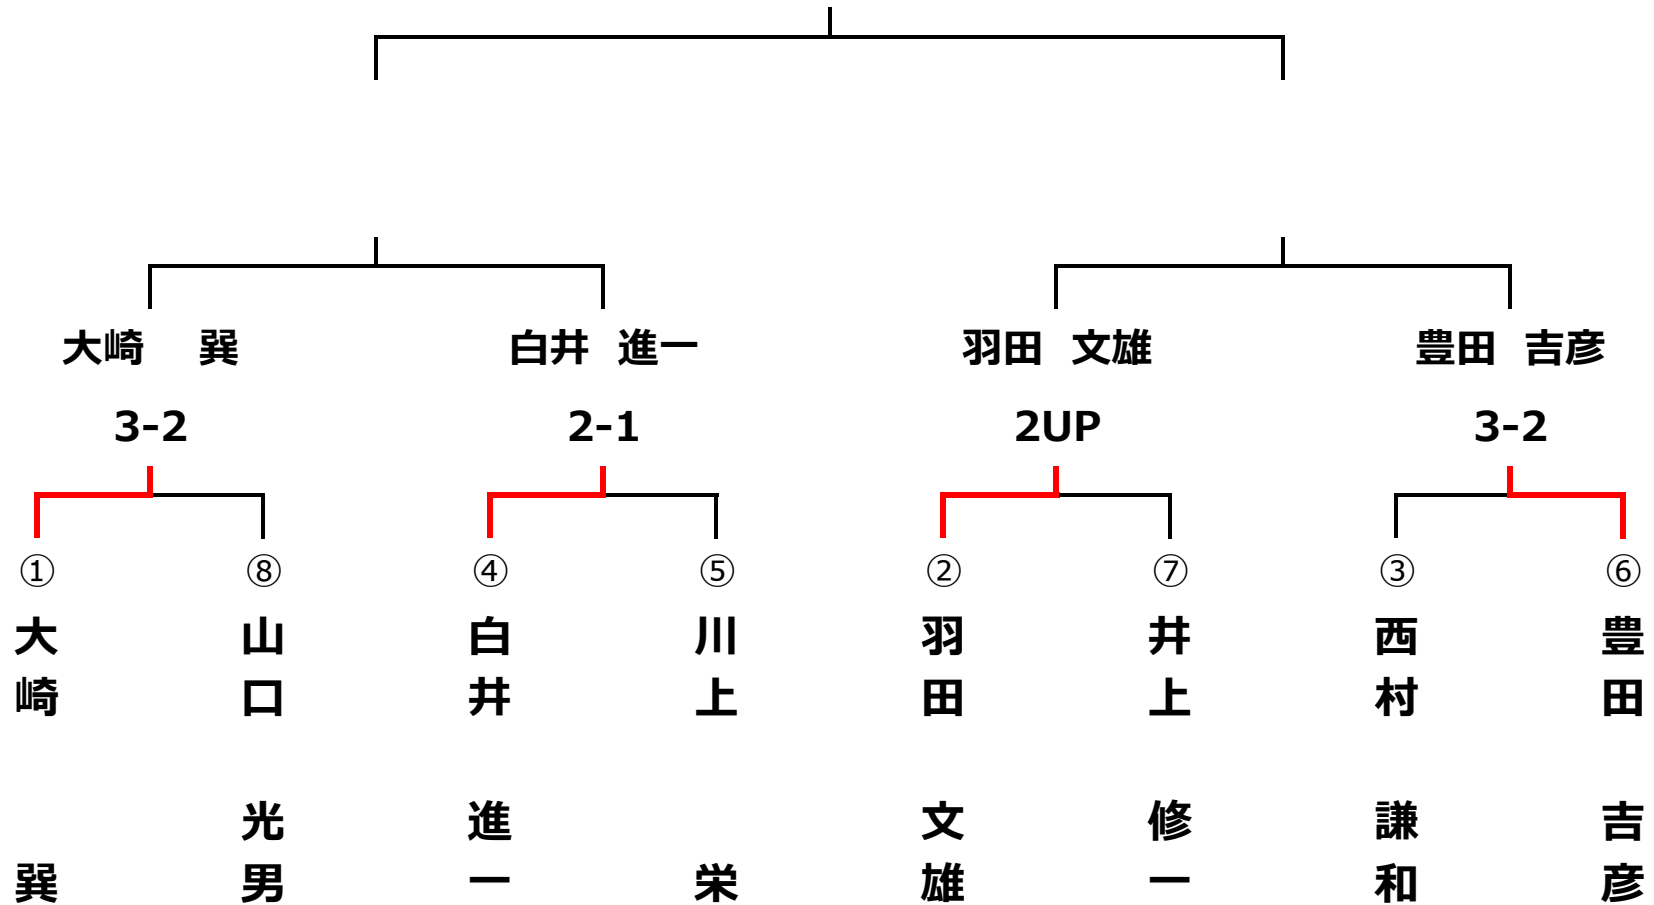 大崎　巽
白井　進一
羽田　文雄
豊田　吉彦
3-2
2-1
2UP
3-2
①
⑧
④
⑤
②
⑦
③
⑥
大崎　巽
山口　光男
白井　進一
川上　栄
羽田　文雄
井上　修一
西村　謙和
豊田　吉彦